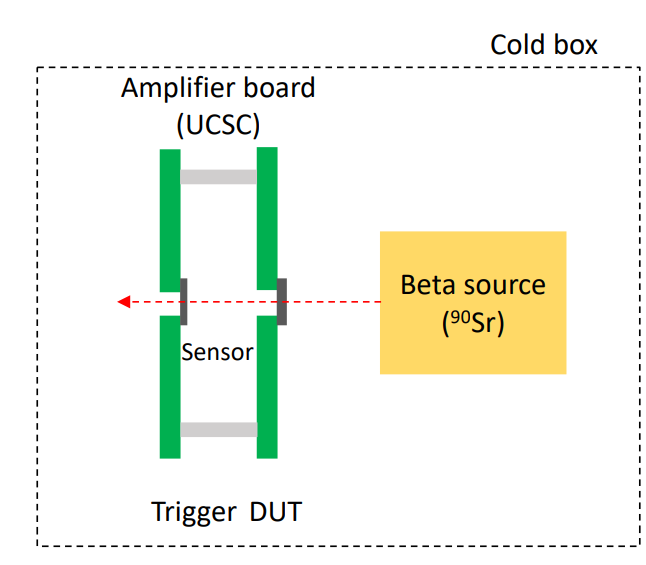 Cold box
Amplifier board
(UCSC)
Beta source
(⁹⁰Sr)
Sensor
Trigger DUT